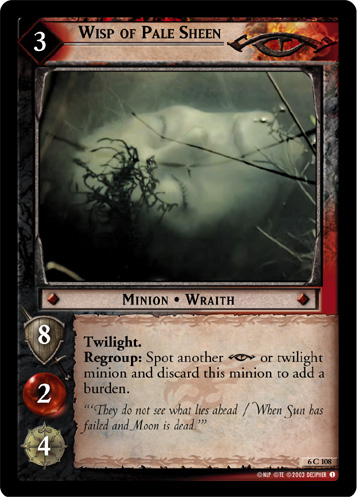 3
Wisp of Pale Sheen
Minion • Wraith
8
2
4
Twilight.
Regroup: Spot another or twilight
minion and discard this minion to add a
burden.
“‘They do not see what lies ahead / When Sun has
failed and Moon is dead.’”
6 C 108
©NLP ©TE ©2003 DECIPHER